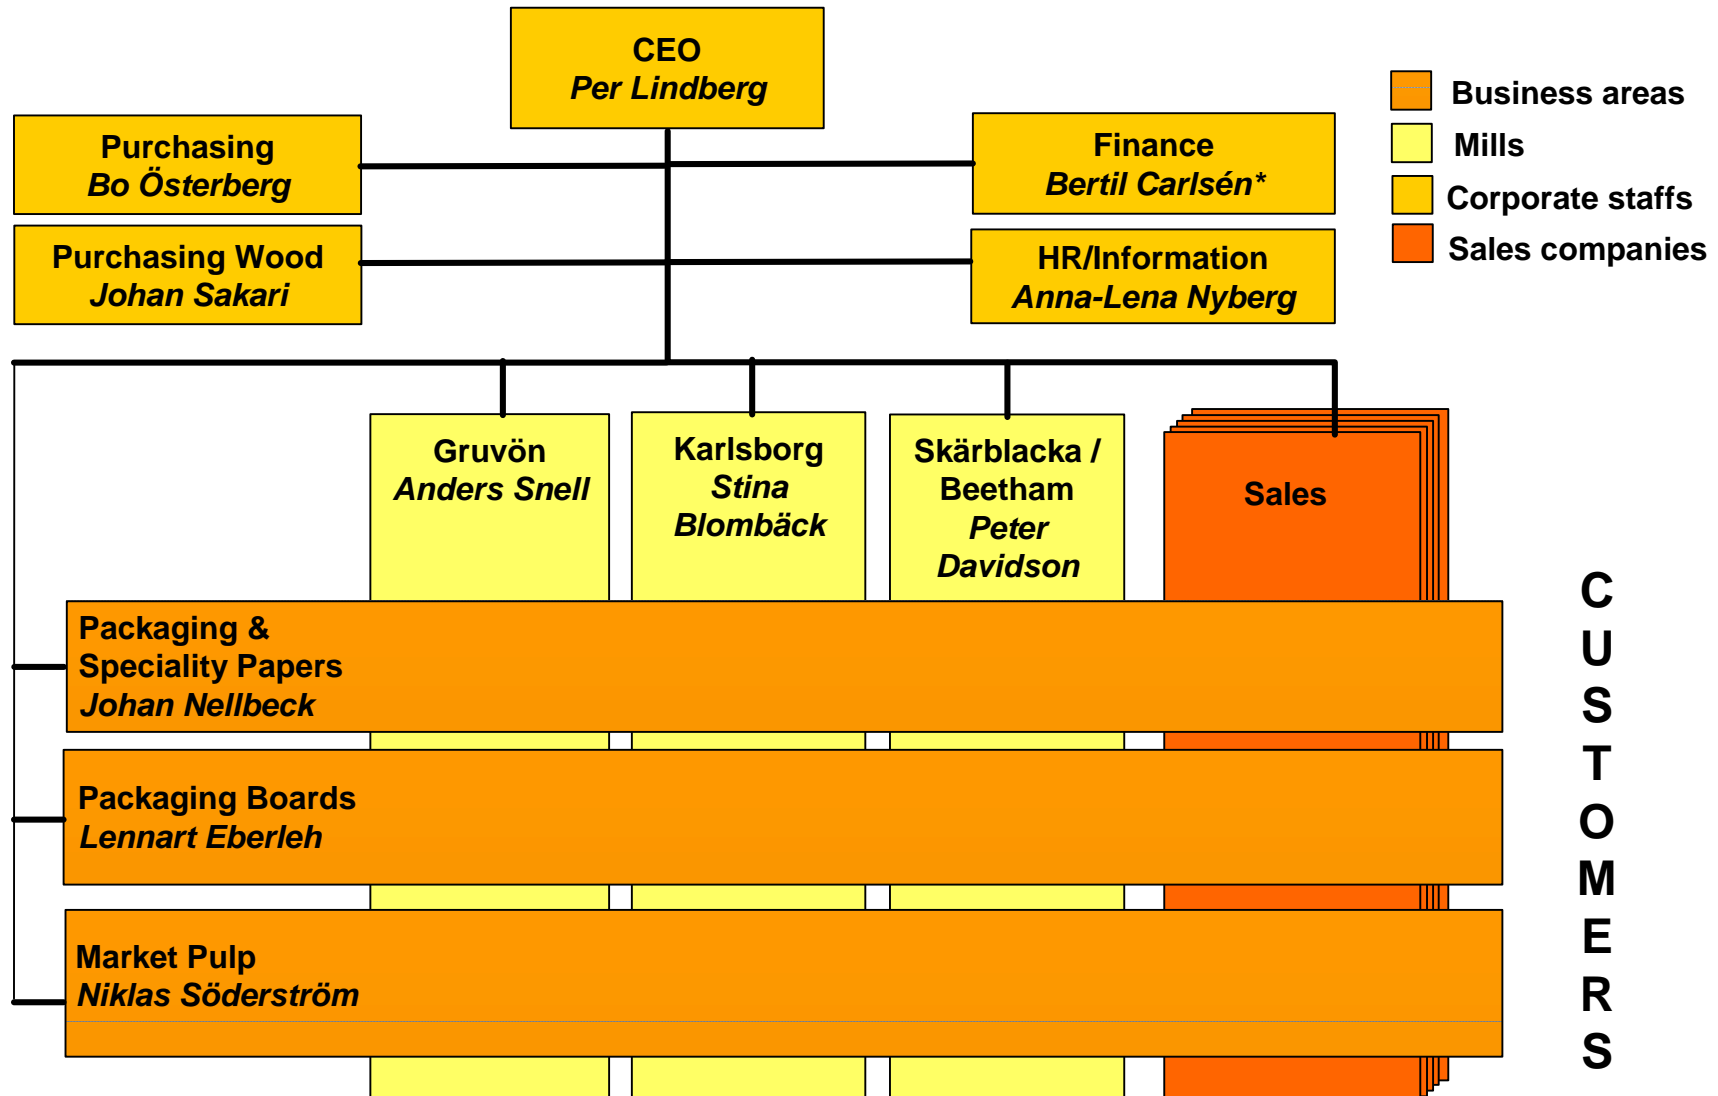 CEO
Per Lindberg
Purchasing
Bo Österberg
Finance
Bertil Carlsén*
Purchasing Wood
Johan Sakari
HR/Information
Anna-Lena Nyberg
Business areas
Mills
Corporate staffs
Sales companies
Gruvön
Anders Snell
Karlsborg
Stina
Blombäck
Skärblacka /
Beetham
Peter
Davidson
Sales
Packaging &
Speciality Papers
Johan Nellbeck
Packaging Boards
Lennart Eberleh
Market Pulp
Niklas Söderström
C
U
S
T
O
M
E
R
S